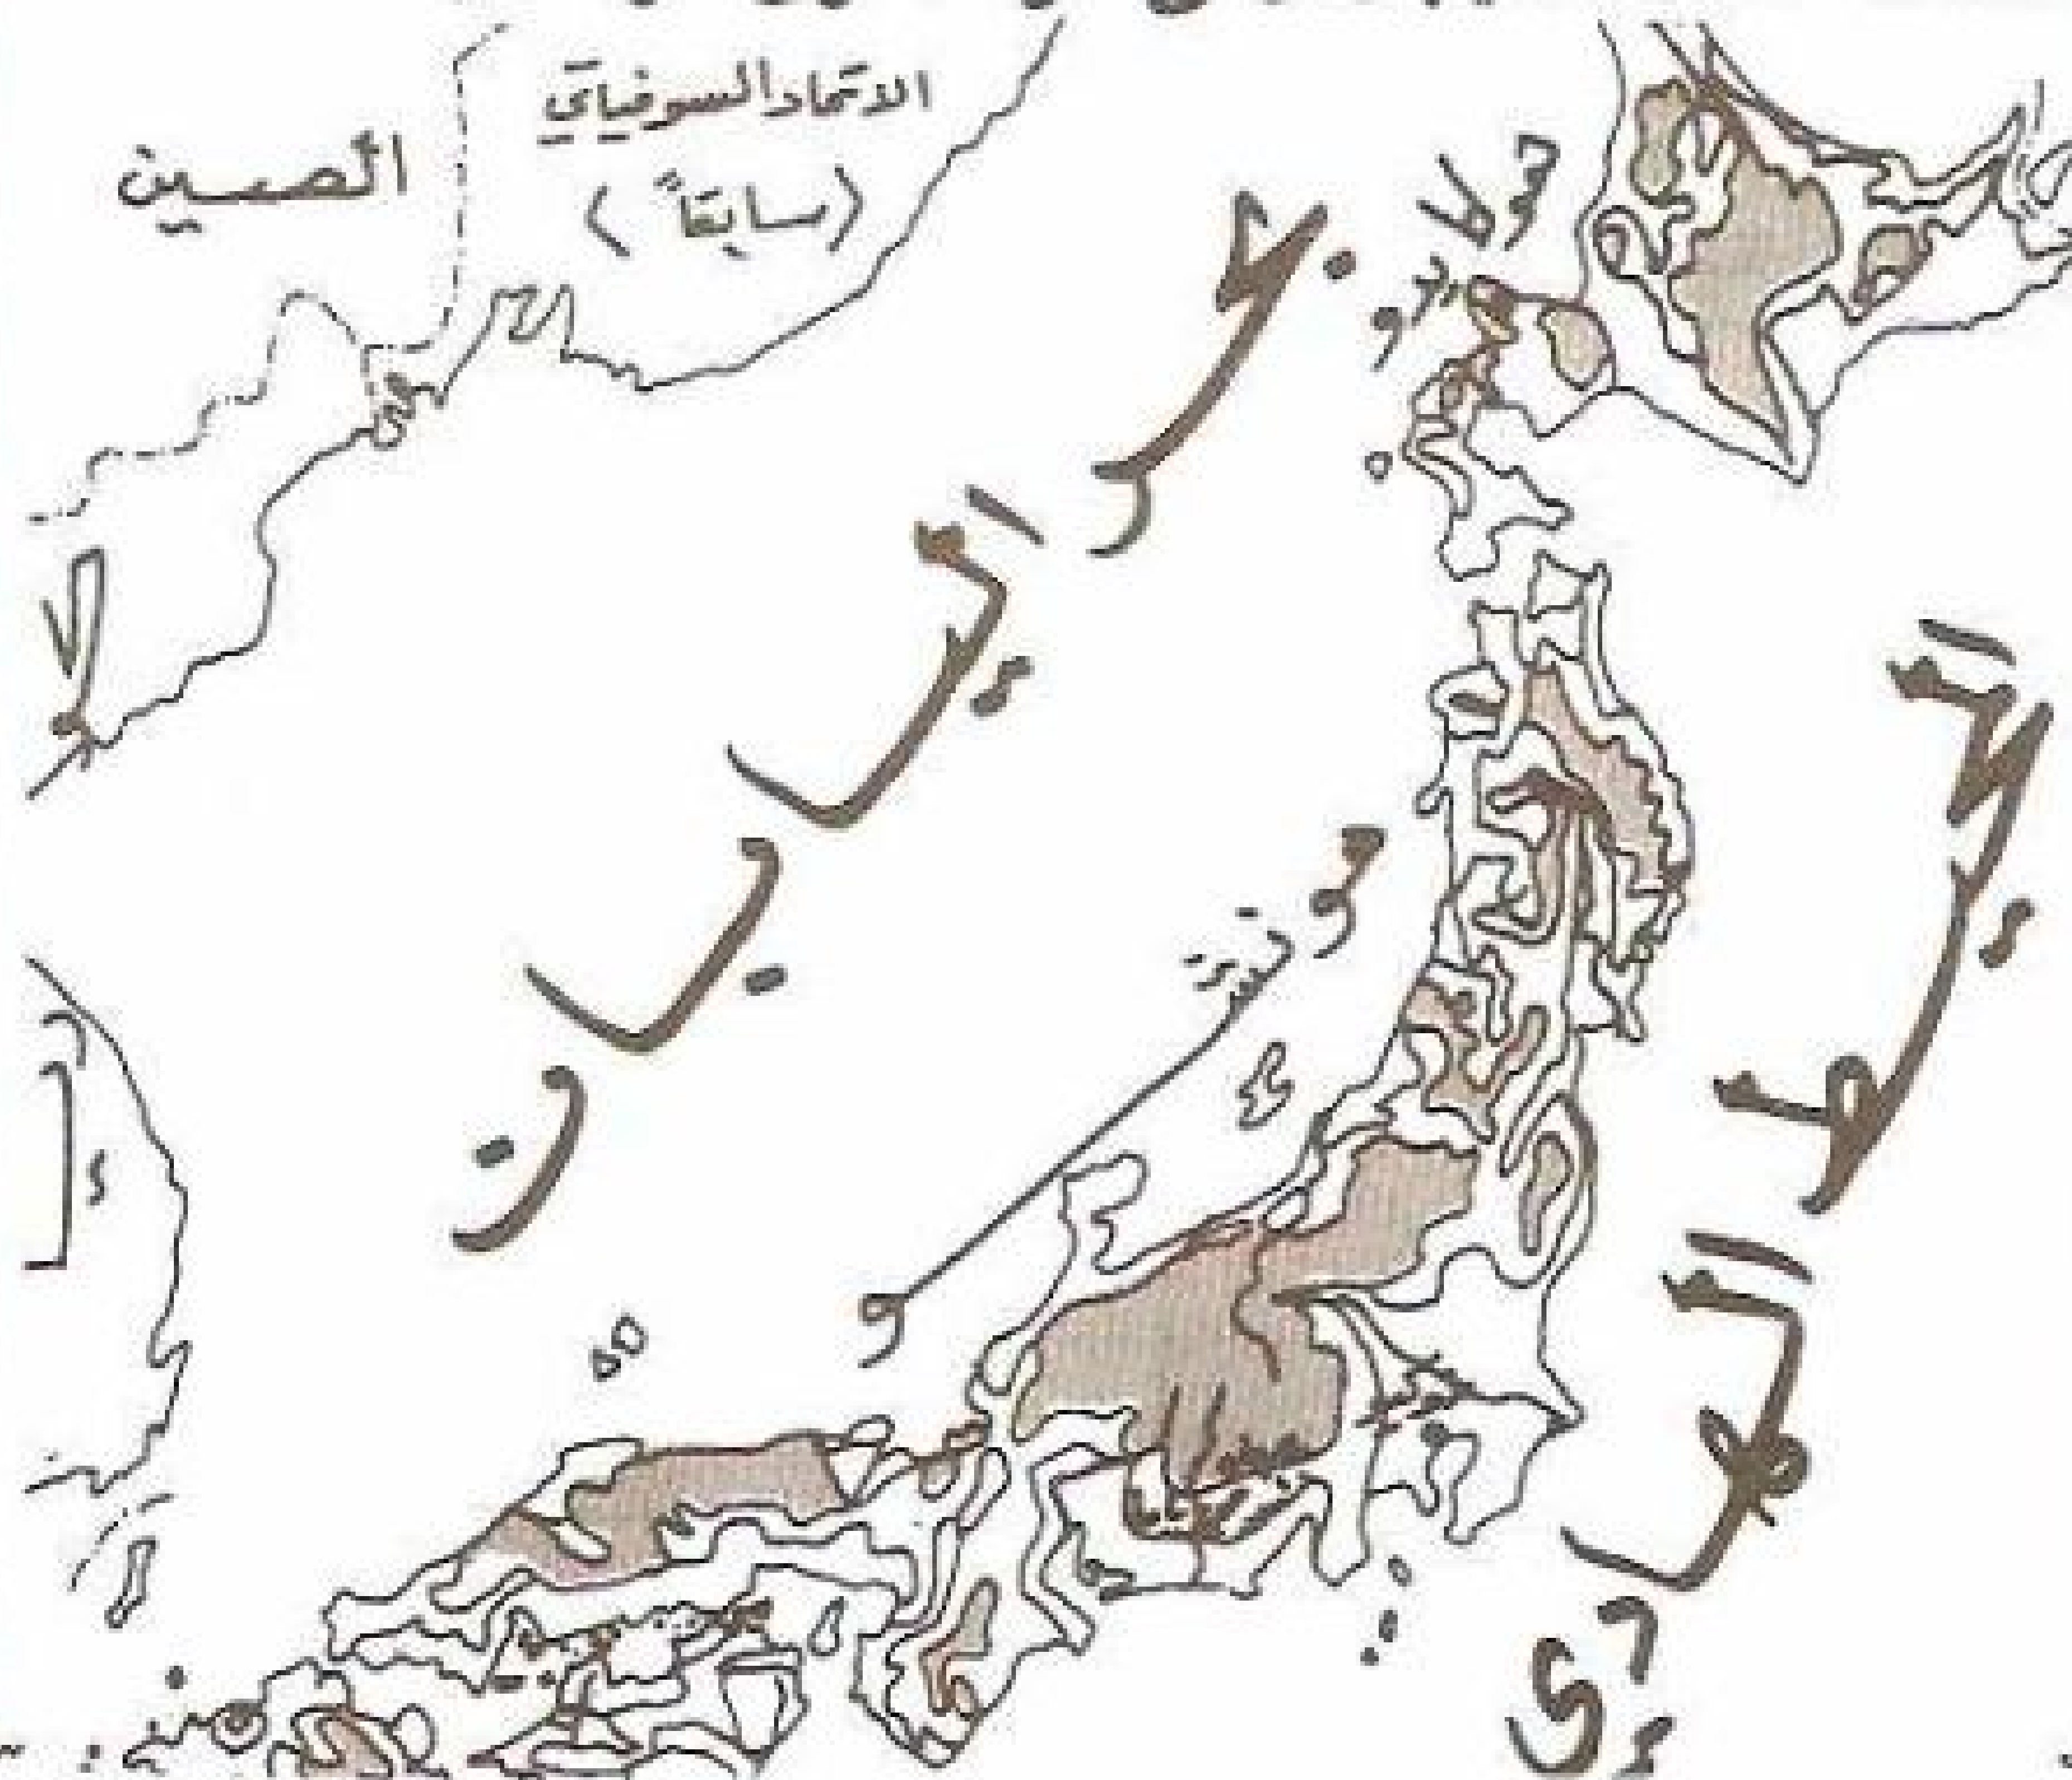 الاتحاد السوفياتي
(سابقاً)
الصين
هوكايدو
بحر اليابان
هونشو
المحيط الهادي